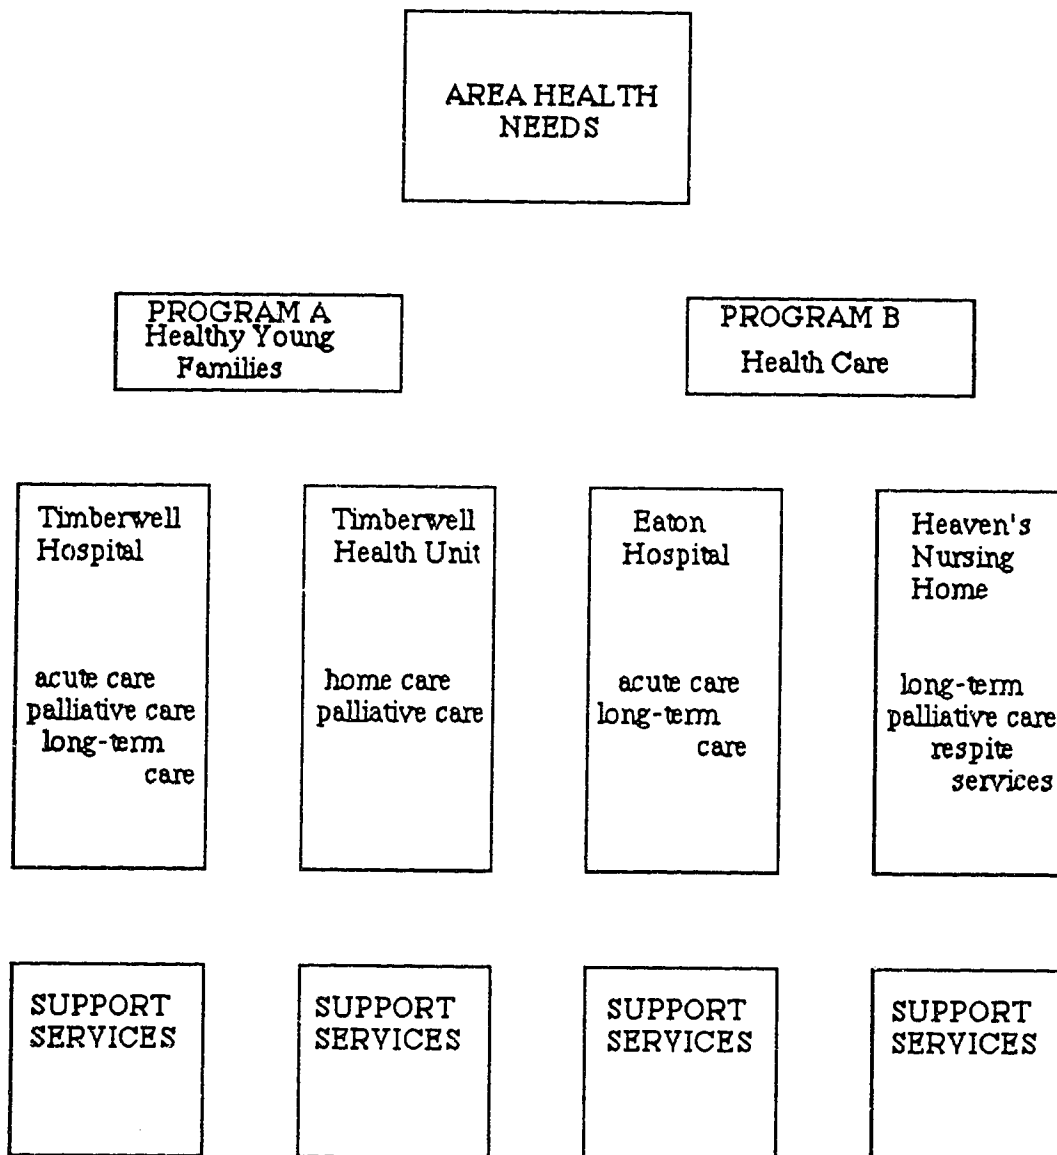 AREA HEALTH
NEEDS
PROGRAM A
Healthy Young
Families
PROGRAM B
Health Care
Timberwell
Hospital
acute care
palliative care
long-term
care
Timberwell
Health Unit
home care
palliative care
Eaton
Hospital
acute care
long-term
care
Heaven's
Nursing
Home
long-term
palliative care
respite
services
SUPPORT
SERVICES
SUPPORT
SERVICES
SUPPORT
SERVICES
SUPPORT
SERVICES